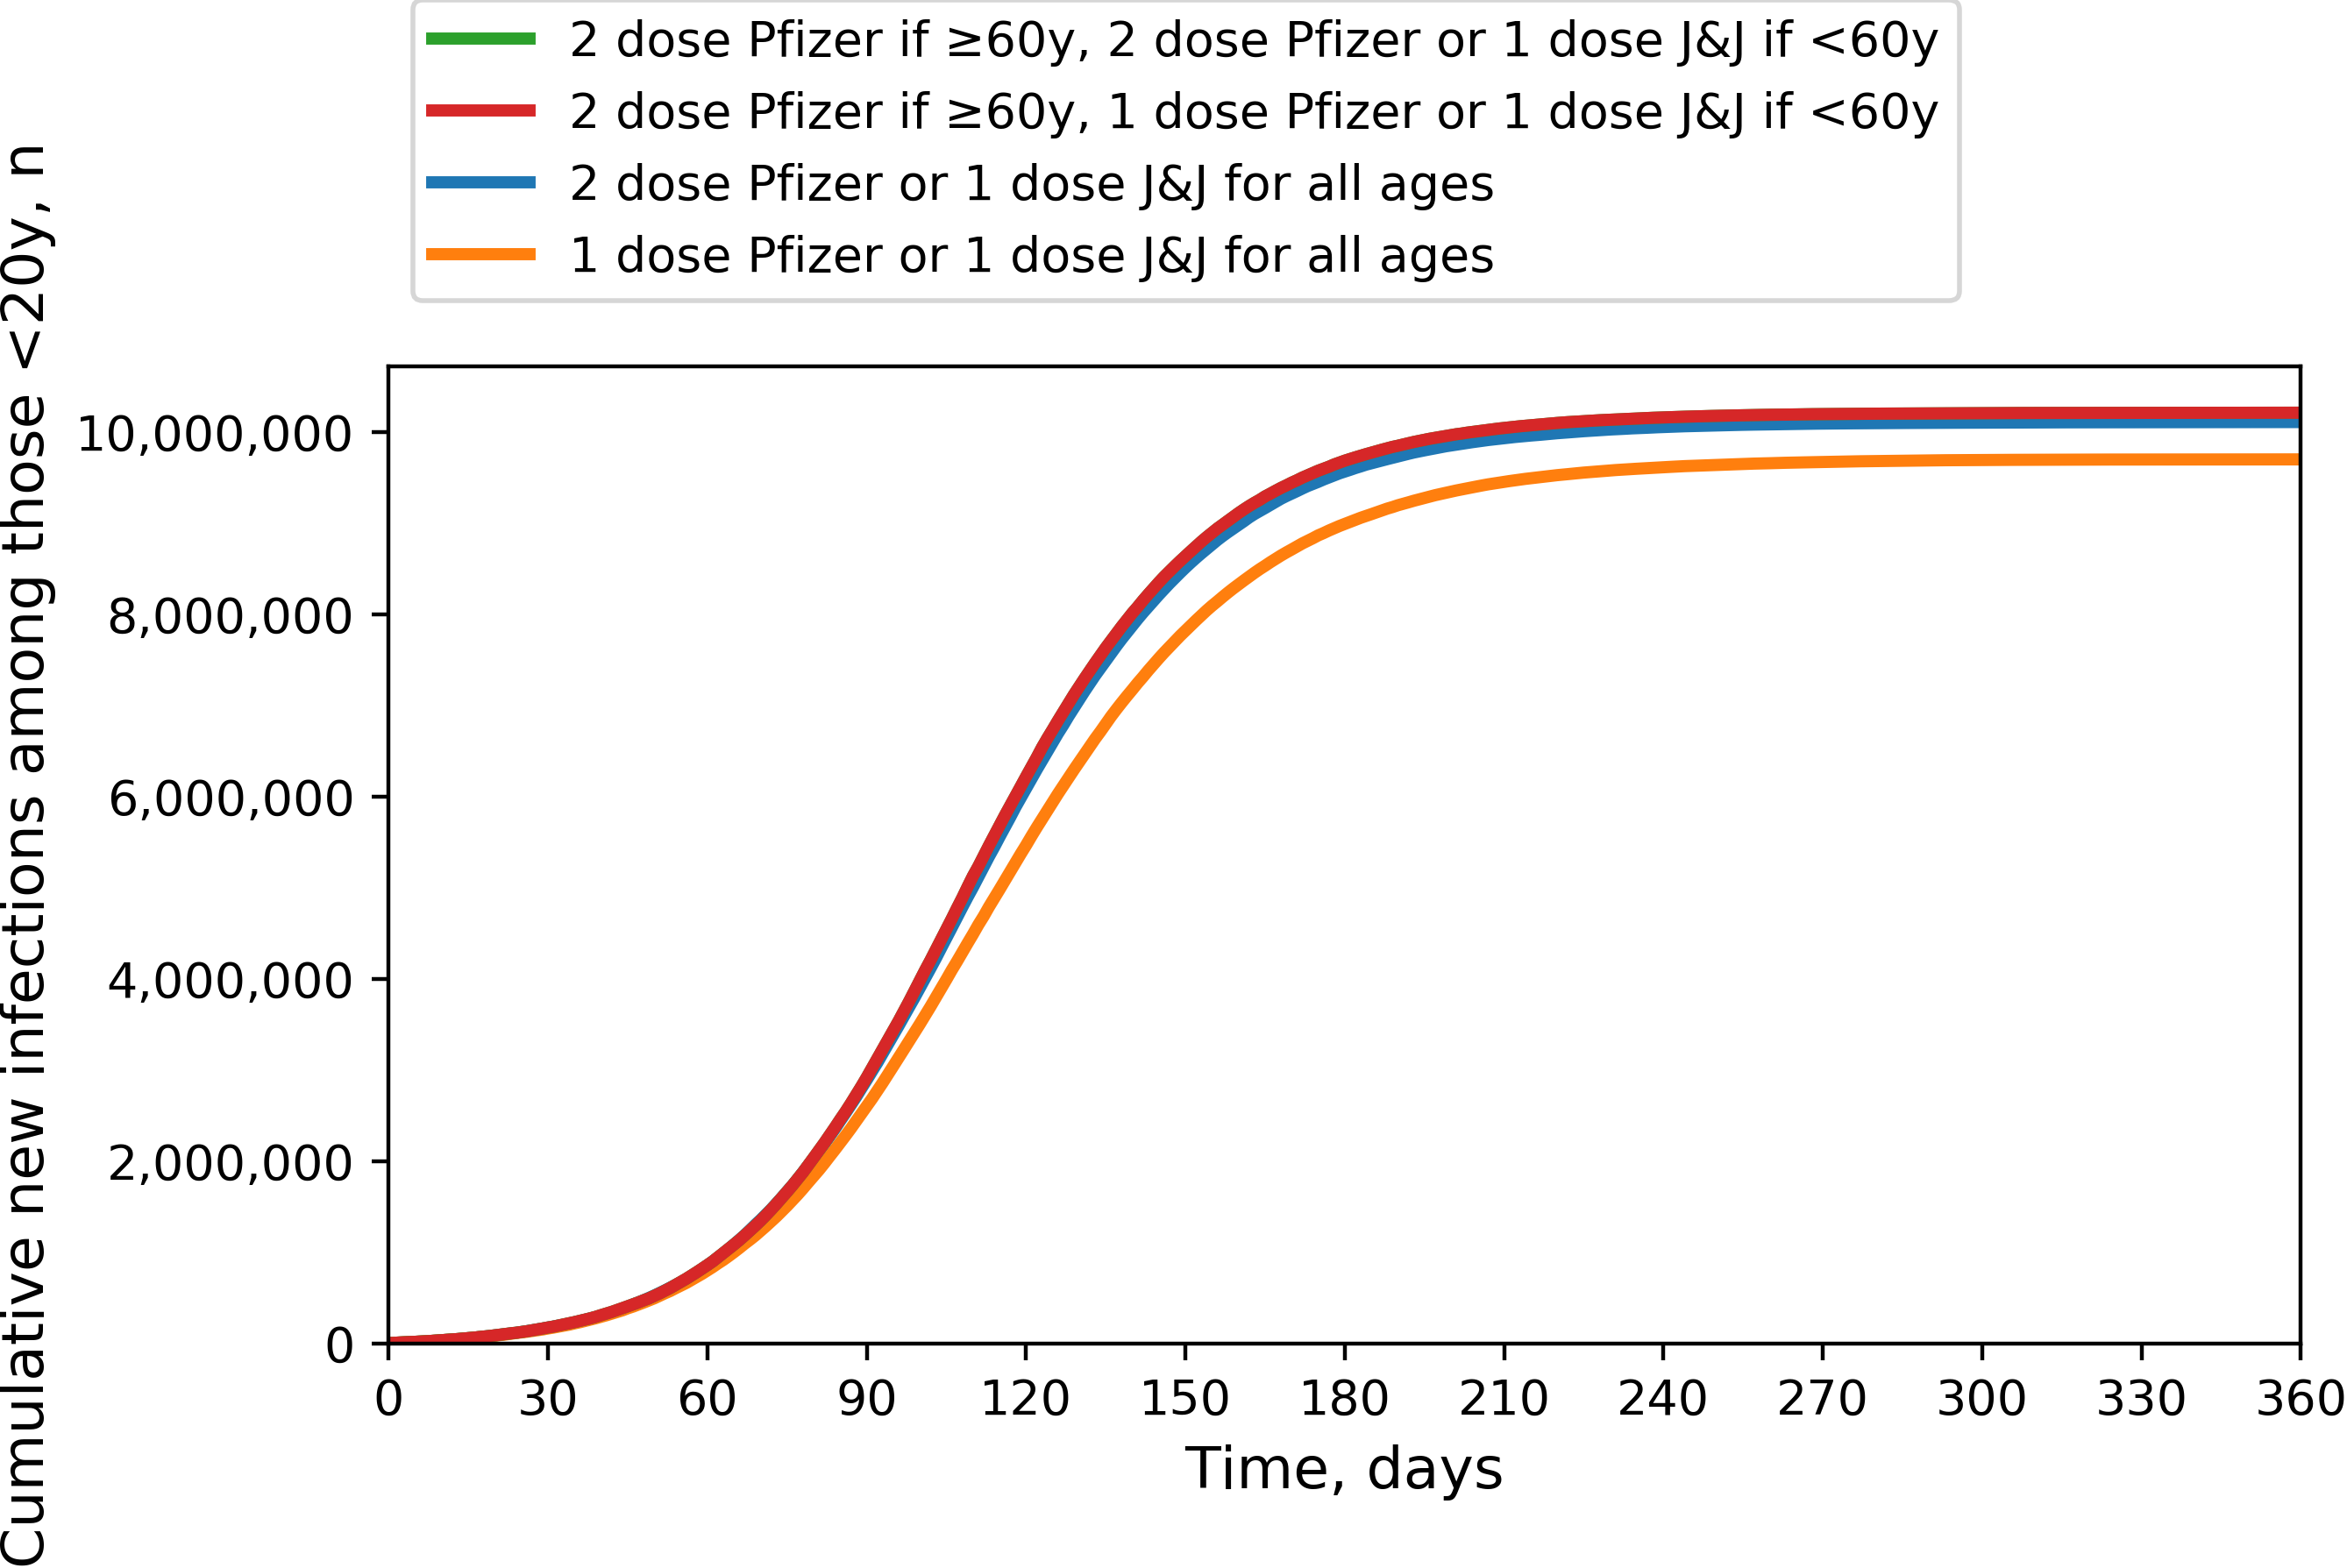 2 dose Pfizer if ≥60y, 2 dose Pfizer or 1 dose J&J if <60y
2 dose Pfizer if ≥60y, 1 dose Pfizer or 1 dose J&J if <60y
2 dose Pfizer or 1 dose J&J for all ages
1 dose Pfizer or 1 dose J&J for all ages
Cumulative new infections among those <20y, n
10,000,000
8,000,000
6,000,000
4,000,000
2,000,000
0
0 30 60 90 120 150 180 210 240 270 300 330 360
Time, days